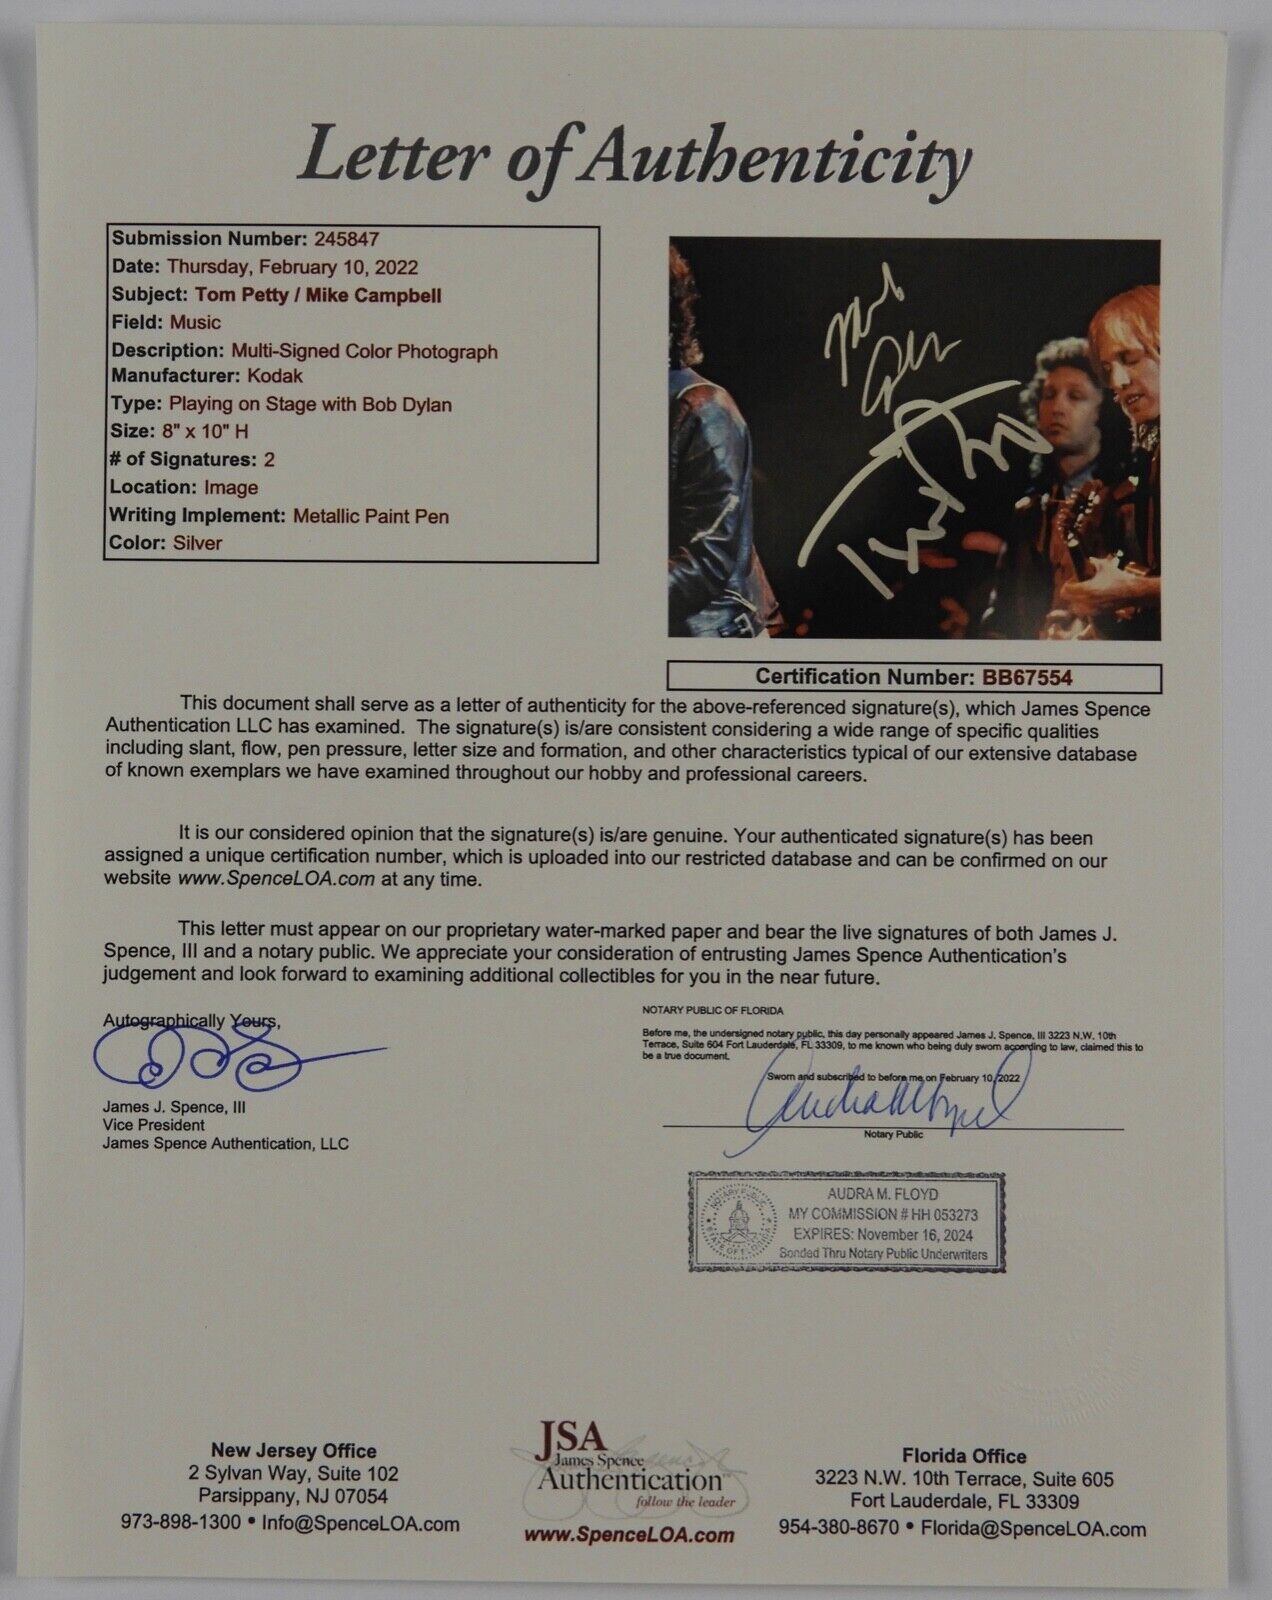 Letter of Authenticity
Submission Number: 245847
Date: Thursday, February 10, 2022
Subject: Tom Petty / Mike Campbell
Field: Music
Description: Multi-Signed Color Photograph
Manufacturer: Kodak
Type: Playing on Stage with Bob Dylan
Size: 8" x 10" H
# of Signatures: 2
Location: Image
Writing Implement: Metallic Paint Pen
Color: Silver
Certification Number: BB67554
This document shall serve as a letter of authenticity for the above-referenced signature(s), which James Spence
Authentication LLC has examined. The signature(s) is/are consistent considering a wide range of specific qualities
including slant, flow, pen pressure, letter size and formation, and other characteristics typical of our extensive database
of known exemplars we have examined throughout our hobby and professional careers.
It is our considered opinion that the signature(s) is/are genuine. Your authenticated signature(s) has been
assigned a unique certification number, which is uploaded into our restricted database and can be confirmed on our
website www.SpenceLOA.com at any time.
This letter must appear on our proprietary water-marked paper and bear the live signatures of both James J.
Spence, III and a notary public. We appreciate your consideration of entrusting James Spence Authentication's
judgement and look forward to examining additional collectibles for you in the near future.
Autographically Yours,
James J. Spence, III
Vice President
James Spence Authentication, LLC
NOTARY PUBLIC OF FLORIDA
Before me, the undersigned notary public, this day personally appeared James J. Spence, III 3223 N.W. 10th
Terrace, Suite 604 Fort Lauderdale, FL 33309, to me known who being duly sworn according to law, claimed this to
be a true document.
Sworn and subscribed to before me on February 10, 2022
Notary Public
NOTARY PUBLIC
STATE OF FLORIDA
AUDRA M. FLOYD
MY COMMISSION # HH 053273
EXPIRES: November 16, 2024
Bonded Thru Notary Public Underwriters
New Jersey Office
2 Sylvan Way, Suite 102
Parsippany, NJ 07054
973-898-1300 • Info@SpenceLOA.com
JSA
James Spence
Authentication™
follow the leader
www.SpenceLOA.com
Florida Office
3223 N.W. 10th Terrace, Suite 605
Fort Lauderdale, FL 33309
954-380-8670 • Florida@SpenceLOA.com